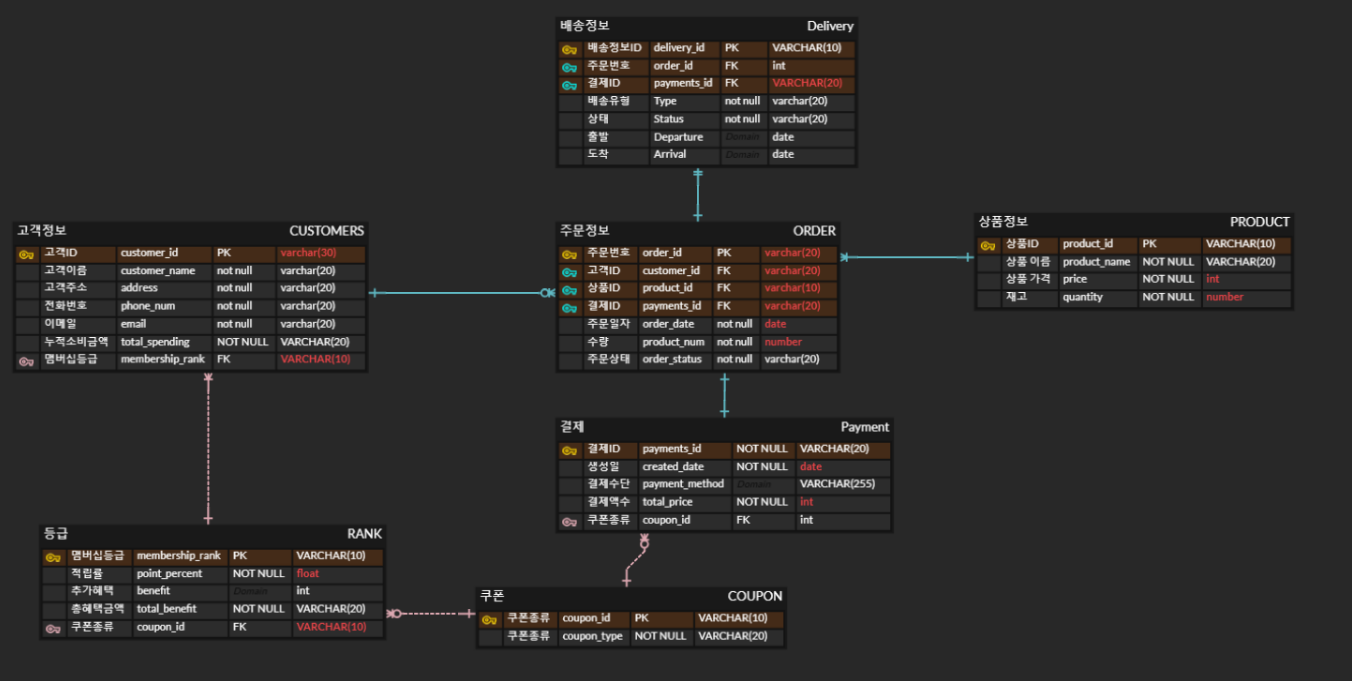 배송정보 Delivery
배송정보ID delivery_id PK VARCHAR(10)
주문번호 order_id FK int
결제ID payments_id FK VARCHAR(20)
배송유형 Type not null varchar(20)
상태 Status not null varchar(20)
출발 Departure Domain date
도착 Arrival Domain date
고객정보 CUSTOMERS
고객ID customer_id PK varchar(30)
고객이름 customer_name not null varchar(20)
고객주소 address not null varchar(20)
전화번호 phone_num not null varchar(20)
이메일 email not null varchar(20)
누적소비금액 total_spending NOT NULL VARCHAR(20)
멤버십등급 membership_rank FK VARCHAR(10)
주문정보 ORDER
주문번호 order_id PK varchar(20)
고객ID customer_id FK varchar(20)
상품ID product_id FK varchar(10)
결제ID payments_id FK varchar(20)
주문일자 order_date not null date
수량 product_num not null number
주문상태 order_status not null varchar(20)
상품정보 PRODUCT
상품ID product_id PK VARCHAR(10)
상품 이름 product_name NOT NULL VARCHAR(20)
상품 가격 price NOT NULL int
재고 quantity NOT NULL number
결제 Payment
결제ID payments_id NOT NULL VARCHAR(20)
생성일 created_date NOT NULL date
결제수단 payment_method Domain VARCHAR(255)
결제액수 total_price NOT NULL int
쿠폰종류 coupon_id FK int
등급 RANK
멤버십등급 membership_rank PK VARCHAR(10)
적립률 point_percent NOT NULL float
추가혜택 benefit Domain int
총혜택금액 total_benefit NOT NULL VARCHAR(20)
쿠폰종류 coupon_id FK VARCHAR(10)
쿠폰 COUPON
쿠폰종류 coupon_id PK VARCHAR(10)
쿠폰종류 coupon_type NOT NULL VARCHAR(20)